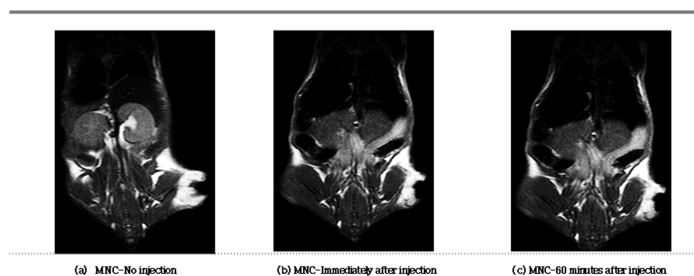 (a) MNC-No injection
(b) MNC-Immediately after injection
(c) MNC-60 minutes after injection